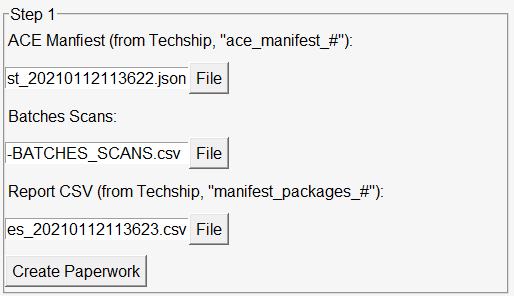 Step 1
ACE Manfiest (from Techship, "ace_manifest_#"):
st_20210112113622.json File
Batches Scans:
-BATCHES_SCANS.csv File
Report CSV (from Techship, "manifest_packages_#"):
es_20210112113623.csv File
Create Paperwork